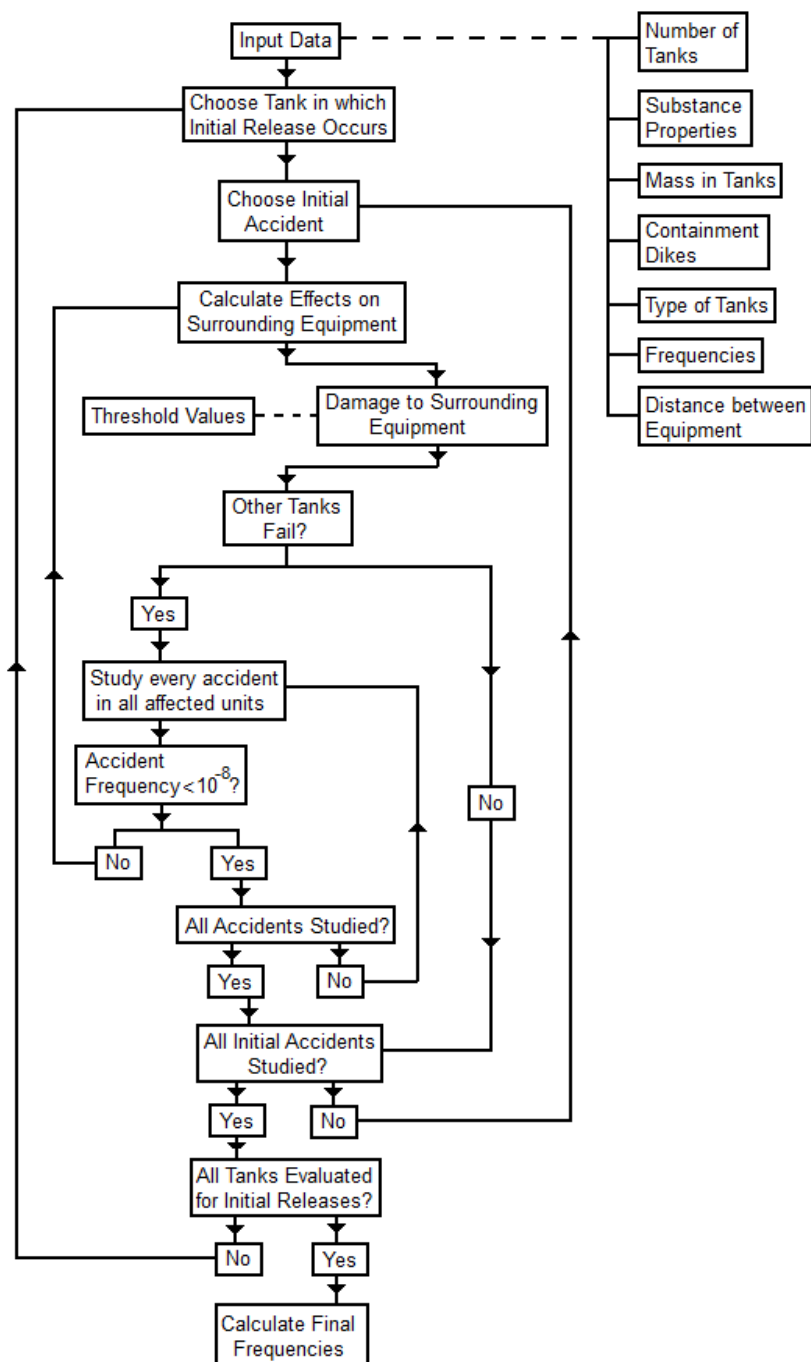 Input Data
Number of
Tanks
Choose Tank in which
Initial Release Occurs
Substance
Properties
Mass in Tanks
Choose Initial
Accident
Containment
Dikes
Calculate Effects on
Surrounding Equipment
Type of Tanks
Frequencies
Threshold Values
Damage to Surrounding
Equipment
Distance between
Equipment
Other Tanks
Fail?
Yes
Study every accident
in all affected units
Accident
Frequency<10⁻⁸?
No
No
Yes
All Accidents Studied?
Yes
No
All Initial Accidents
Studied?
Yes
No
All Tanks Evaluated
for Initial Releases?
No
Yes
Calculate Final
Frequencies